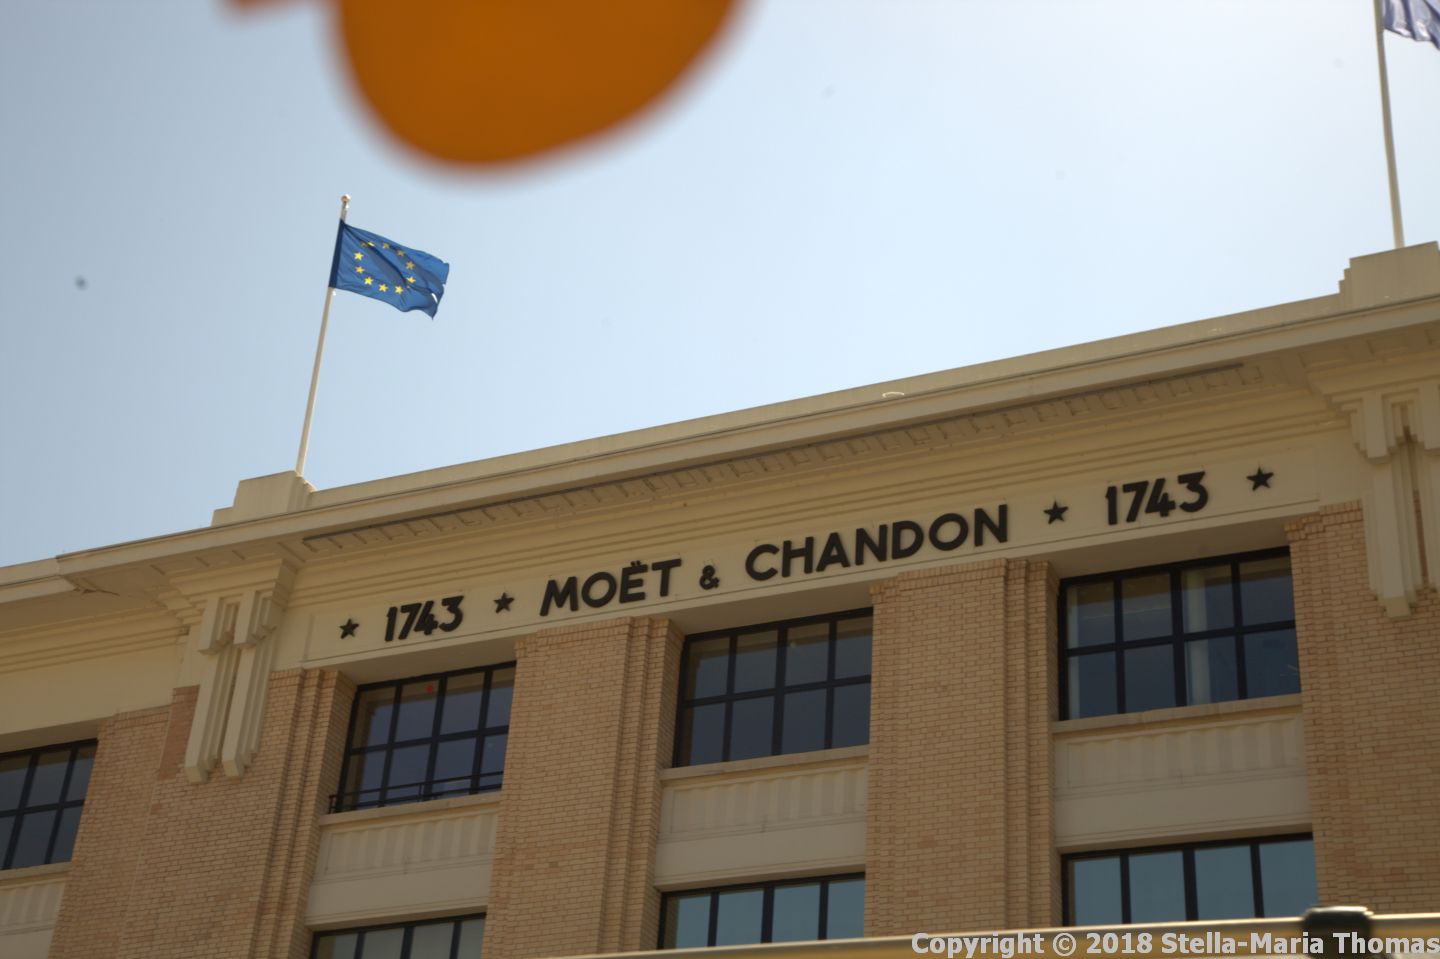 ★ 1743 ★ MOËT & CHANDON ★ 1743 ★
Copyright © 2018 Stella-Maria Thomas